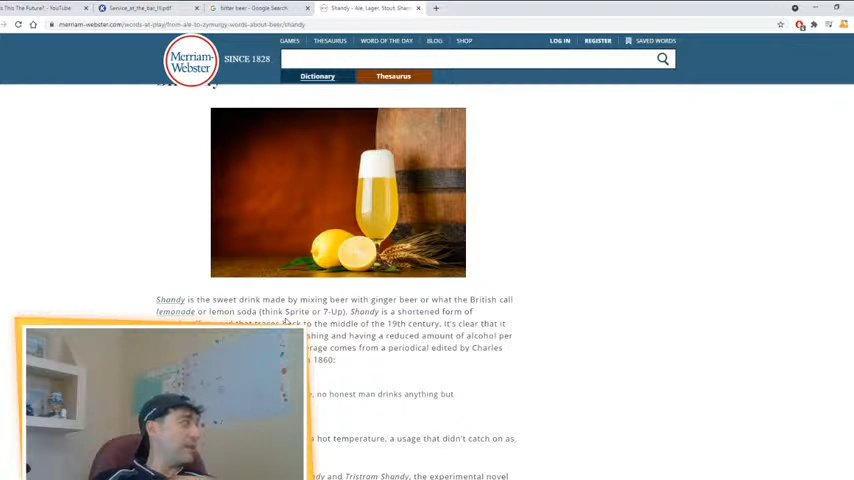 s This The Future? - YouTube
Service_at_the_bar_III.pdf
bitter beer - Google Search
Shandy - Ale, Lager, Stout, Shan
merriam-webster.com/words-at-play/from-ale-to-zymurgy-words-about-beer/shandy
Merriam-
Webster
SINCE 1828
GAMES THESAURUS WORD OF THE DAY BLOG SHOP
LOG IN REGISTER SAVED WORDS
Dictionary Thesaurus
Shandy is the sweet drink made by mixing beer with ginger beer or what the British call
lemonade or lemon soda (think Sprite or 7-Up). Shandy is a shortened form of
that traces back to the middle of the 19th century. It's clear that it
shing and having a reduced amount of alcohol per
rage comes from a periodical edited by Charles
1860:
, no honest man drinks anything but
hot temperature, a usage that didn't catch on as
dy and Tristram Shandy, the experimental novel